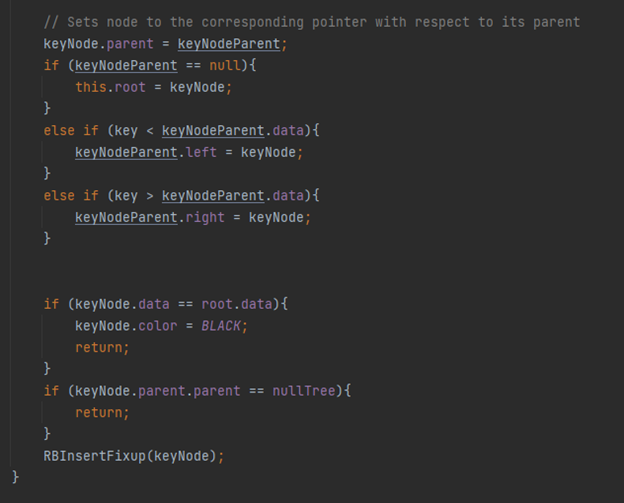 // Sets node to the corresponding pointer with respect to its parent
keyNode.parent = keyNodeParent;
if (keyNodeParent == null){
this.root = keyNode;
}
else if (key < keyNodeParent.data){
keyNodeParent.left = keyNode;
}
else if (key > keyNodeParent.data){
keyNodeParent.right = keyNode;
}
if (keyNode.data == root.data){
keyNode.color = BLACK;
return;
}
if (keyNode.parent.parent == nullTree){
return;
}
RBInsertFixup(keyNode);
}